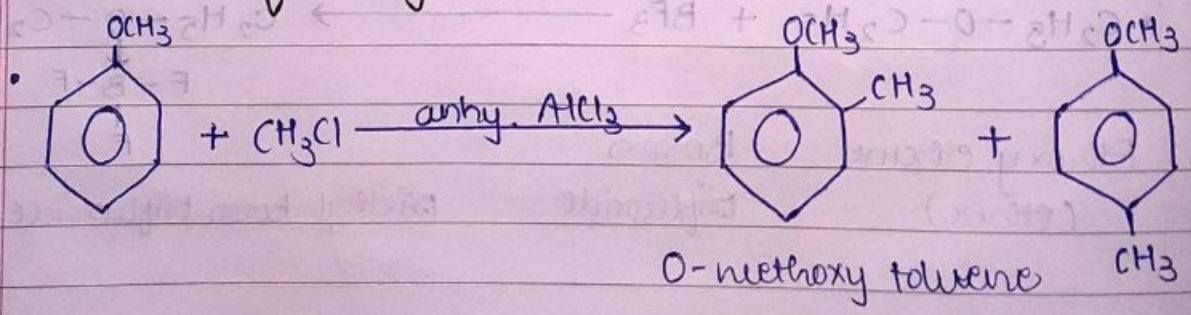 OCH3 OCH3 OCH3
+ CH3Cl anhy. AlCl3 CH3 +
O-methoxy toluene CH3